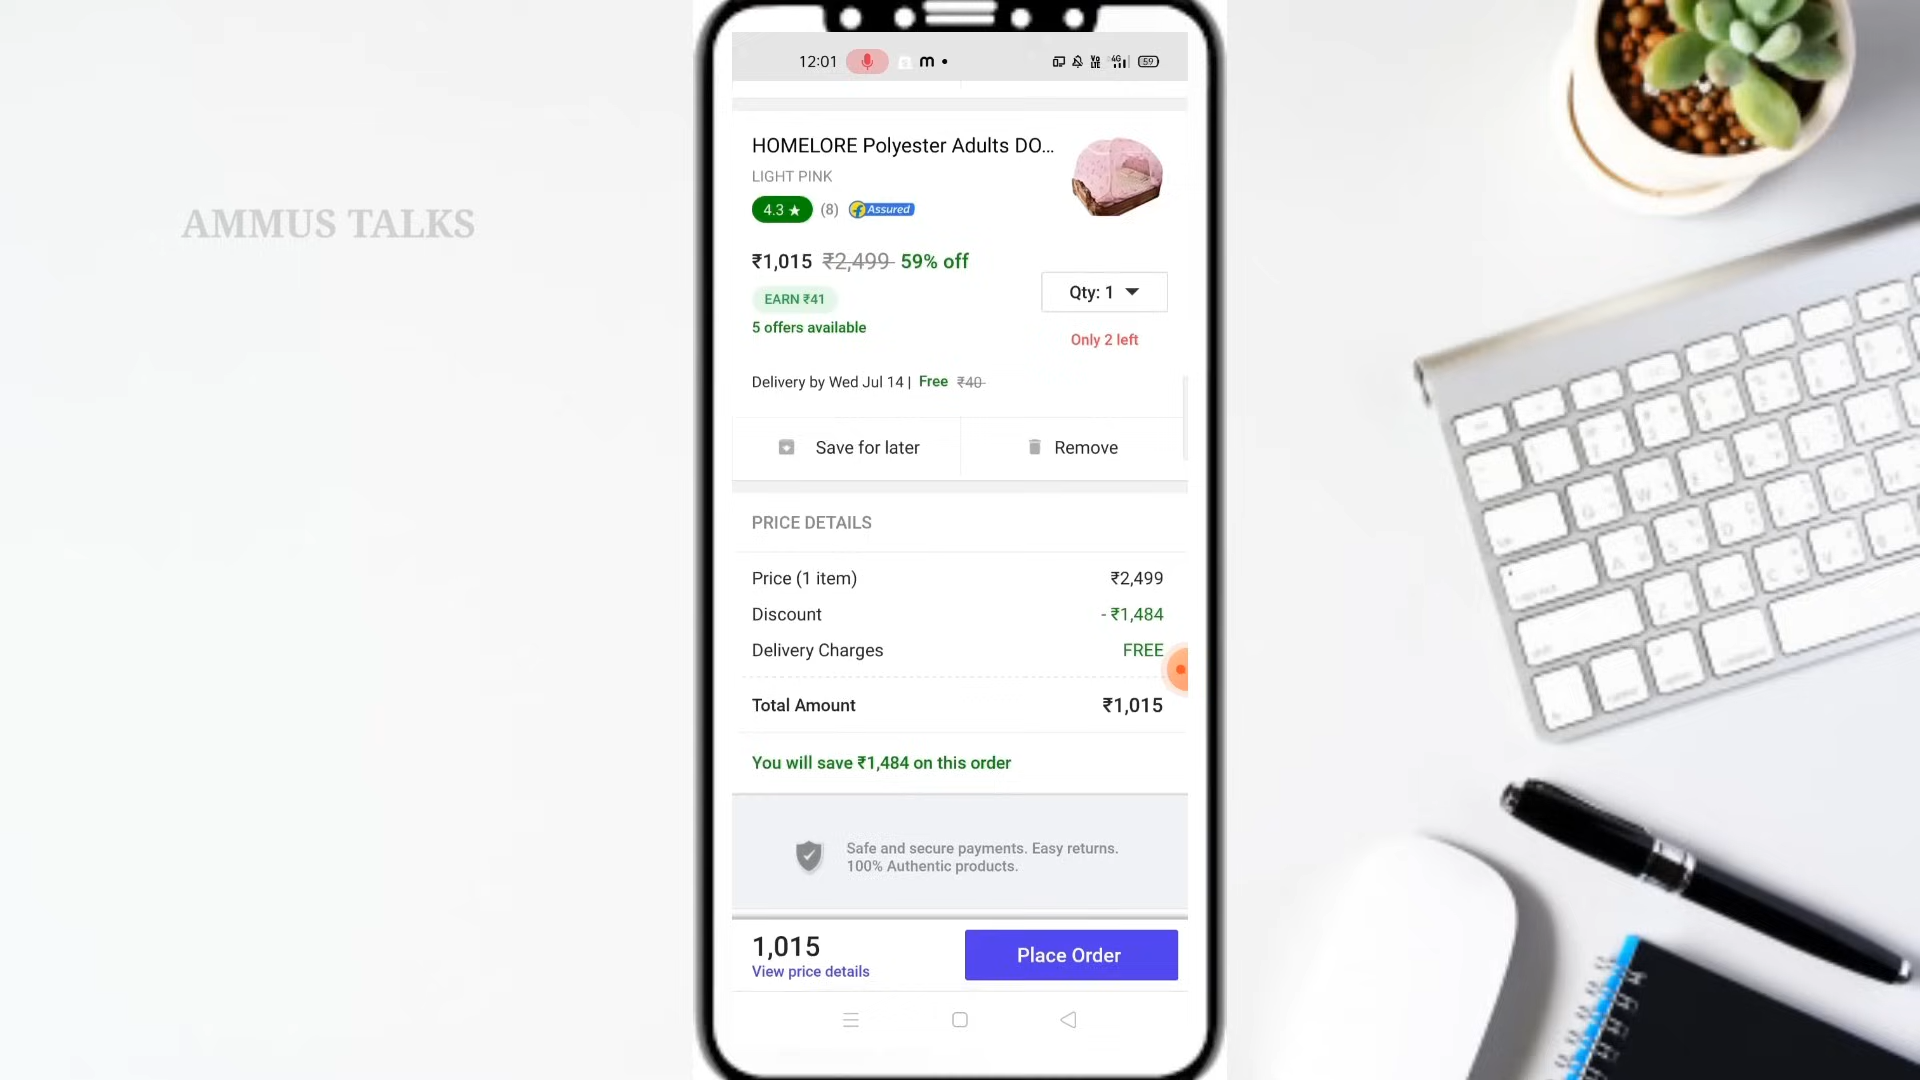 AMMUS TALKS
12:01
59
HOMELORE Polyester Adults DO...
LIGHT PINK
4.3 ★ (8) Assured
₹1,015 ₹2,499 59% off
Qty: 1
EARN ₹41
5 offers available
Only 2 left
Delivery by Wed Jul 14 | Free ₹40
Save for later
Remove
PRICE DETAILS
Price (1 item) ₹2,499
Discount - ₹1,484
Delivery Charges FREE
Total Amount ₹1,015
You will save ₹1,484 on this order
Safe and secure payments. Easy returns.
100% Authentic products.
1,015
View price details
Place Order